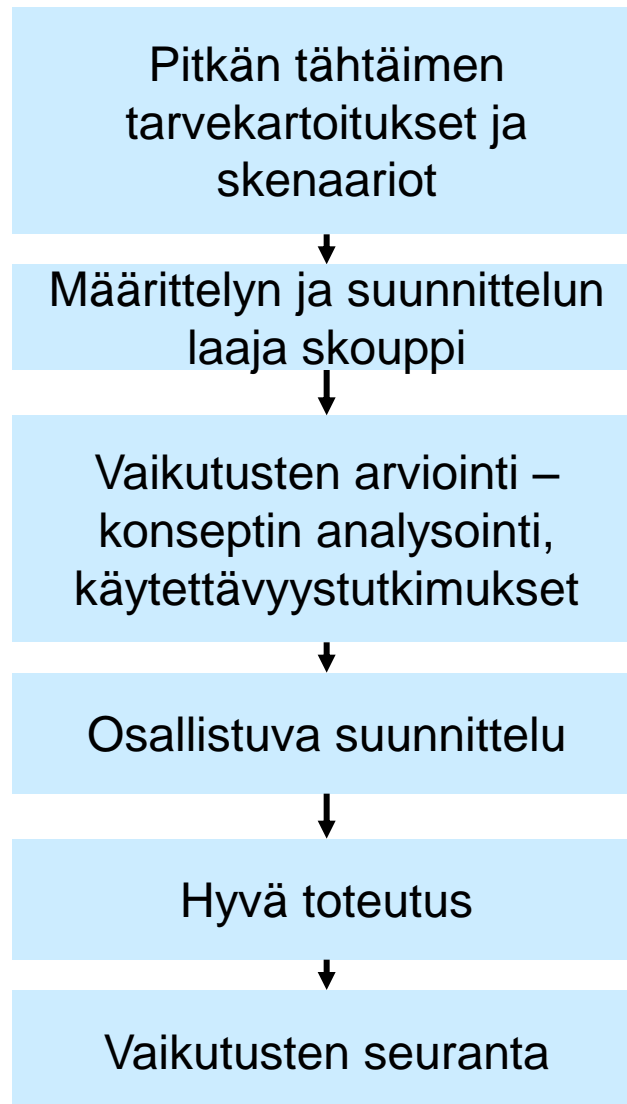 Pitkän tähtäimen
tarvekartoitukset ja
skenaariot
Määrittelyn ja suunnittelun
laaja skouppi
Vaikutusten arviointi –
konseptin analysointi,
käytettävyystutkimukset
Osallistuva suunnittelu
Hyvä toteutus
Vaikutusten seuranta